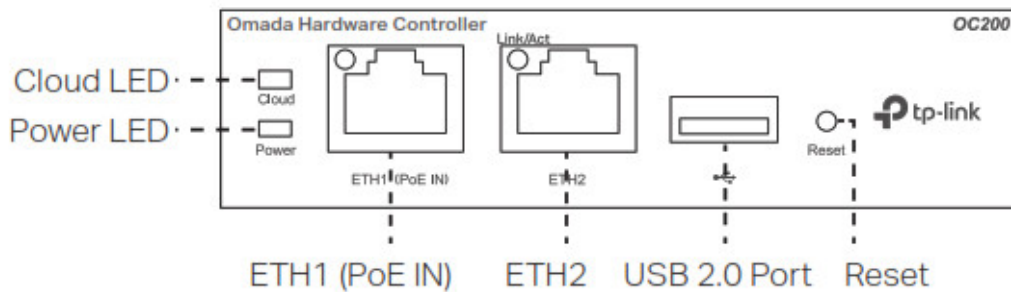 Omada Hardware Controller OC200
Link/Act
Cloud LED
Cloud
tp-link
Power LED
Power
Reset
ETH1 (PoE IN)
ETH2
ETH1 (PoE IN) ETH2 USB 2.0 Port Reset